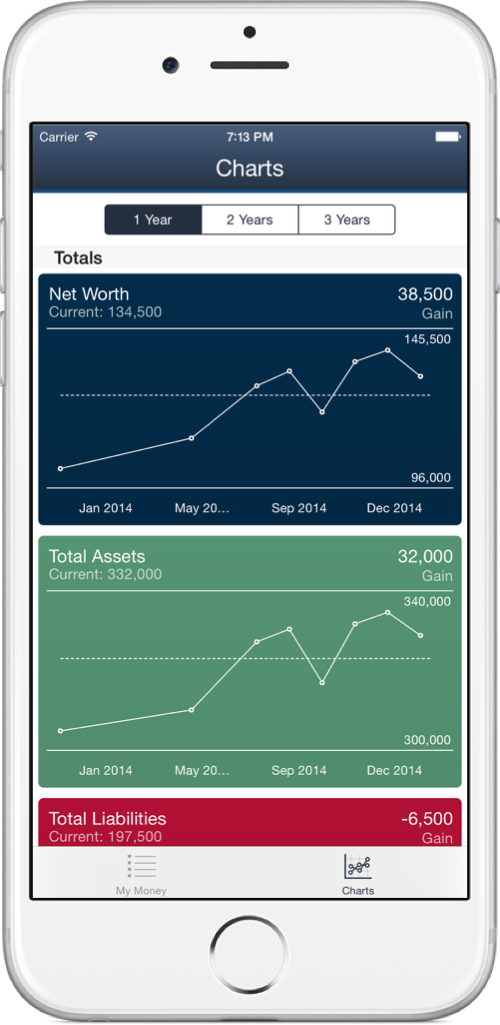 Carrier 7:13 PM
Charts
1 Year 2 Years 3 Years
Totals
Net Worth 38,500
Current: 134,500 Gain
145,500
96,000
Jan 2014 May 20... Sep 2014 Dec 2014
Total Assets 32,000
Current: 332,000 Gain
340,000
300,000
Jan 2014 May 20... Sep 2014 Dec 2014
Total Liabilities -6,500
Current: 197,500 Gain
My Money Charts